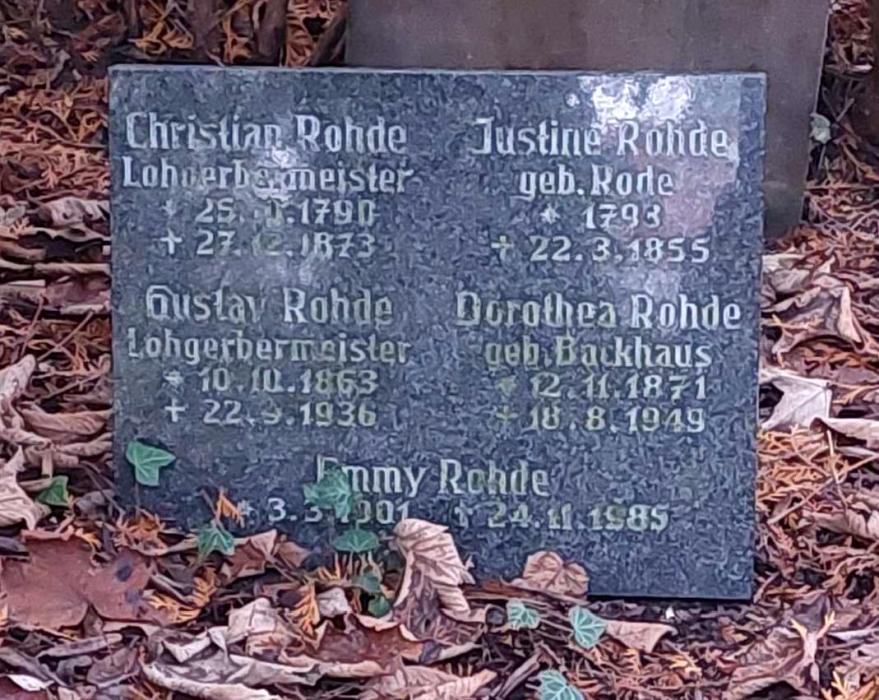 Christian Rohde
Lohgerbermeister
1790
† 27.12.1873
Justine Rohde
geb. Rode
* 1793
† 22.3.1855
Gustav Rohde
Lohgerbermeister
* 10.10.1863
† 22.9.1936
Dorothea Rohde
geb. Backhaus
* 12.11.1871
† 18.8.1949
Emmy Rohde
* 3.3.1901 † 24.11.1985